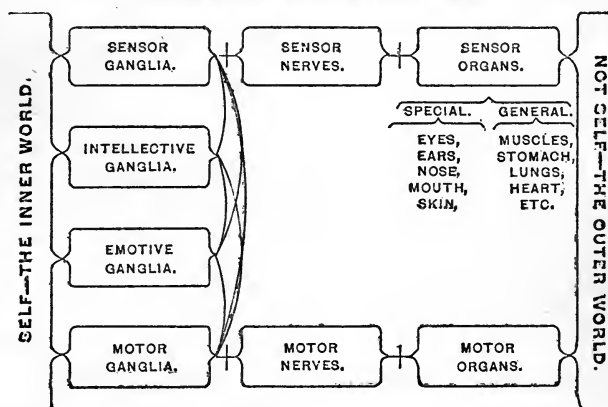 SELF—THE INNER WORLD.
SENSOR
GANGLIA.
SENSOR
NERVES.
SENSOR
ORGANS.
SPECIAL. GENERAL.
EYES, MUSCLES,
EARS, STOMACH,
NOSE, LUNGS,
MOUTH, HEART,
SKIN, ETC.
INTELLECTIVE
GANGLIA.
EMOTIVE
GANGLIA.
MOTOR
GANGLIA.
MOTOR
NERVES.
MOTOR
ORGANS.
NOT SELF—THE OUTER WORLD.